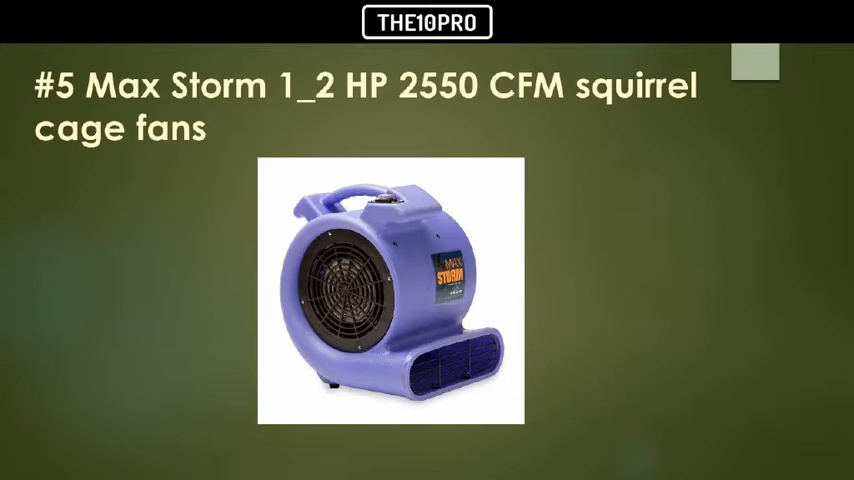 THE10PRO
#5 Max Storm 1_2 HP 2550 CFM squirrel
cage fans
MAX
STORM